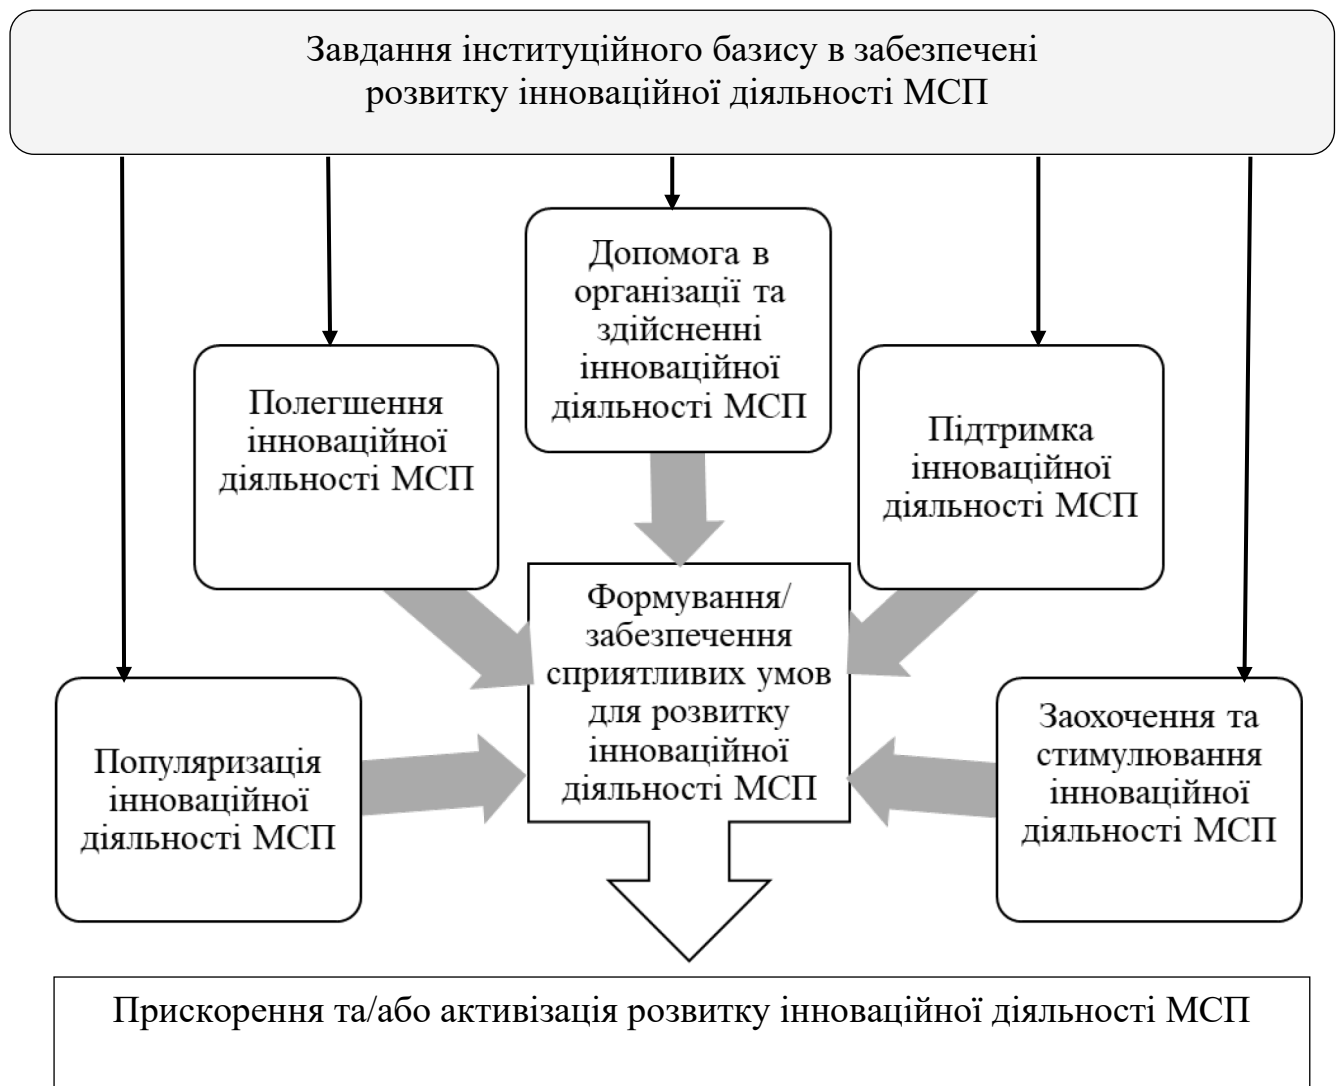 Завдання інституційного базису в забезпечені
розвитку інноваційної діяльності МСП
Допомога в
організації та
здійсненні
інноваційної
діяльності МСП
Полегшення
інноваційної
діяльності МСП
Підтримка
інноваційної
діяльності МСП
Формування/
забезпечення
сприятливих умов
для розвитку
інноваційної
діяльності МСП
Популяризація
інноваційної
діяльності МСП
Заохочення та
стимулювання
інноваційної
діяльності МСП
Прискорення та/або активізація розвитку інноваційної діяльності МСП